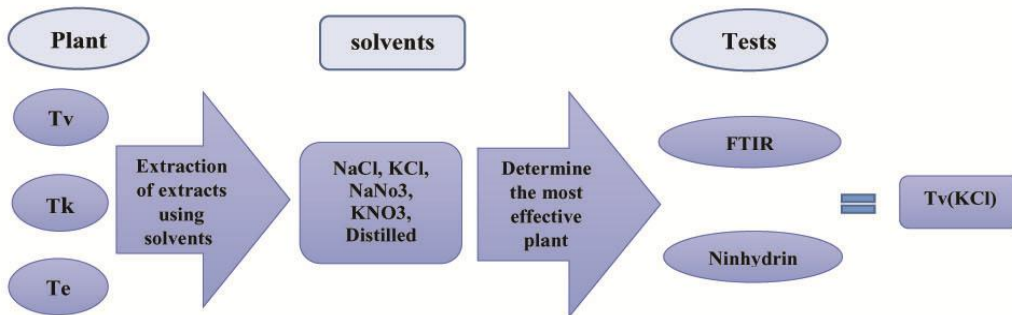 Plant
solvents
Tests
Tv
Tk
Te
Extraction
of extracts
using
solvents
NaCl, KCl,
NaNo3,
KNO3,
Distilled
Determine
the most
effective
plant
FTIR
Ninhydrin
Tv(KCl)